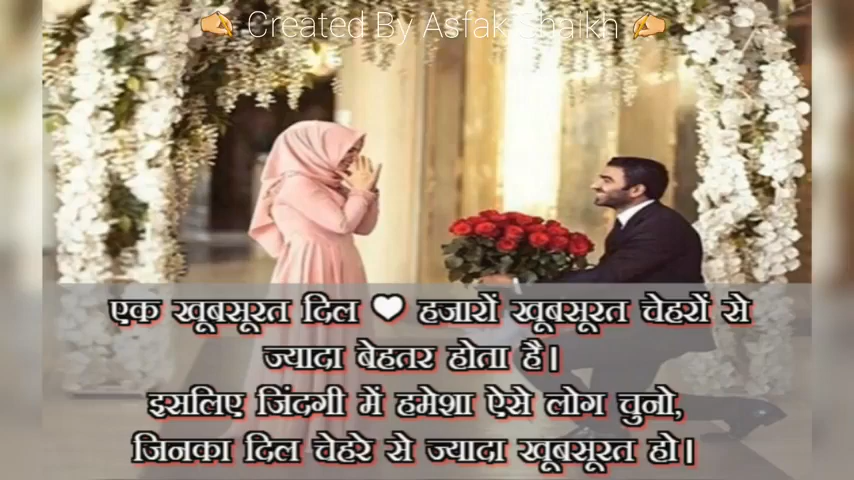 ✍ Created By Asfak Shaikh ✍
एक खूबसूरत दिल 🤍 हजारों खूबसूरत चेहरों से
ज्यादा बेहतर होता है।
इसलिए जिंदगी में हमेशा ऐसे लोग चुनो,
जिनका दिल चेहरे से ज्यादा खूबसूरत हो।